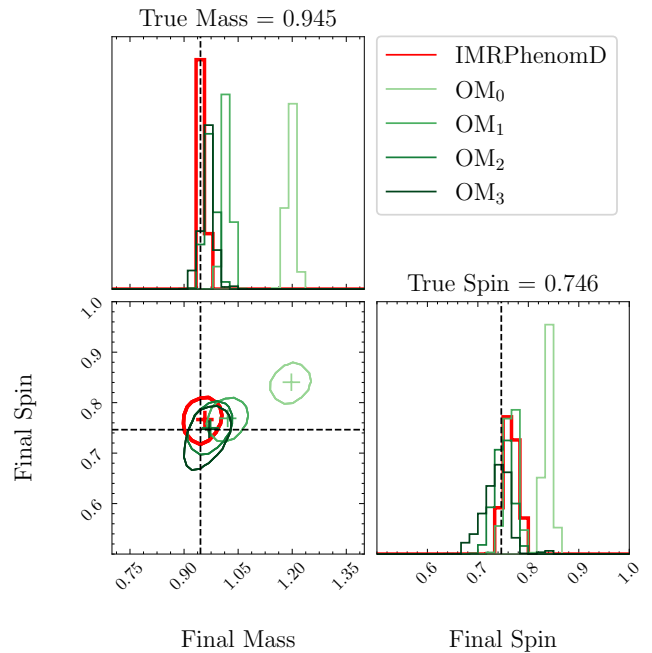 True Mass = 0.945
IMRPhenomD
OM₀
OM₁
OM₂
OM₃
True Spin = 0.746
1.0
0.9
0.8
0.7
0.6
Final Spin
0.75 0.90 1.05 1.20 1.35
0.6 0.7 0.8 0.9 1.0
Final Mass
Final Spin